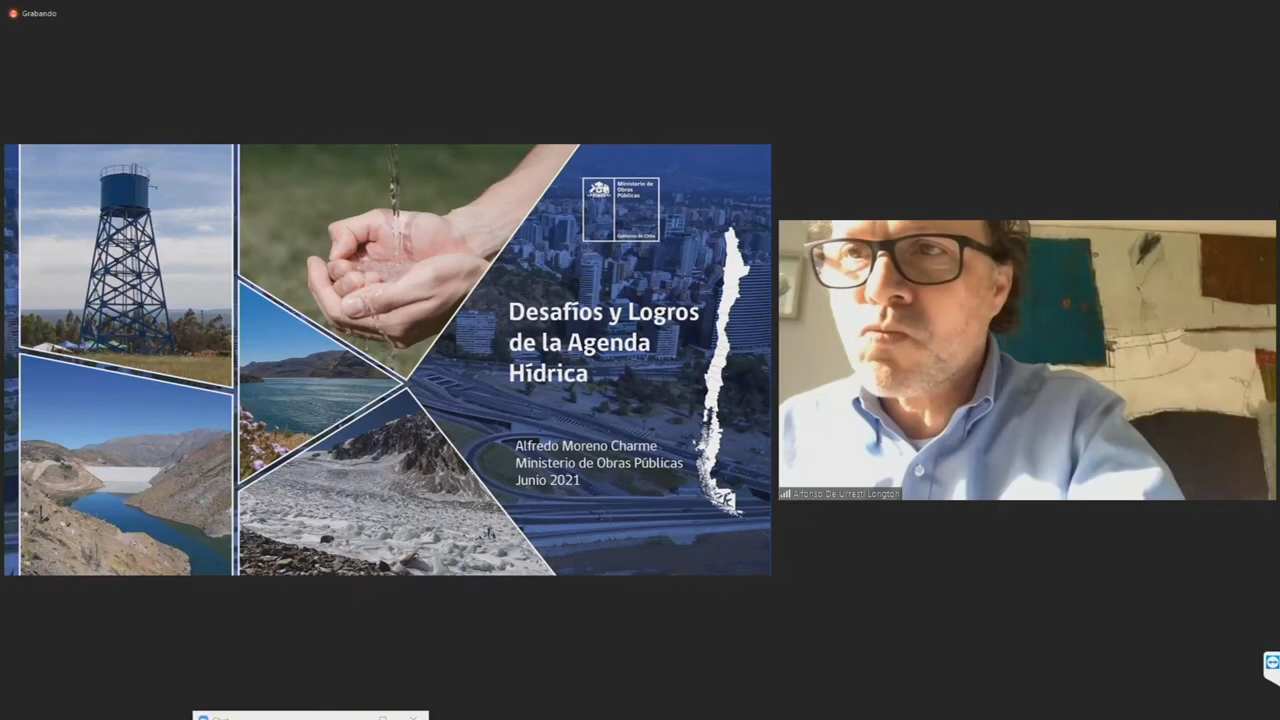 Grabando
Ministerio de
Obras
Públicas
Gobierno de Chile
Desafíos y Logros
de la Agenda
Hídrica
Alfredo Moreno Charme
Ministerio de Obras Públicas
Junio 2021
Alfonso De Urresti Longton